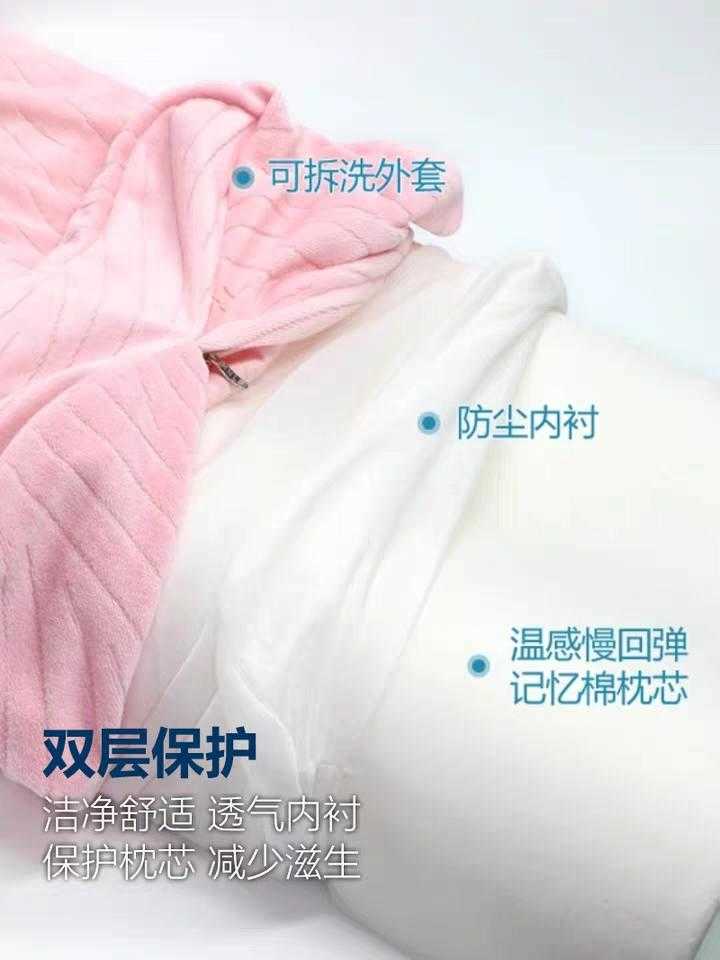 可拆洗外套
防尘内衬
温感慢回弹
记忆棉枕芯
双层保护
洁净舒适 透气内衬
保护枕芯 减少滋生